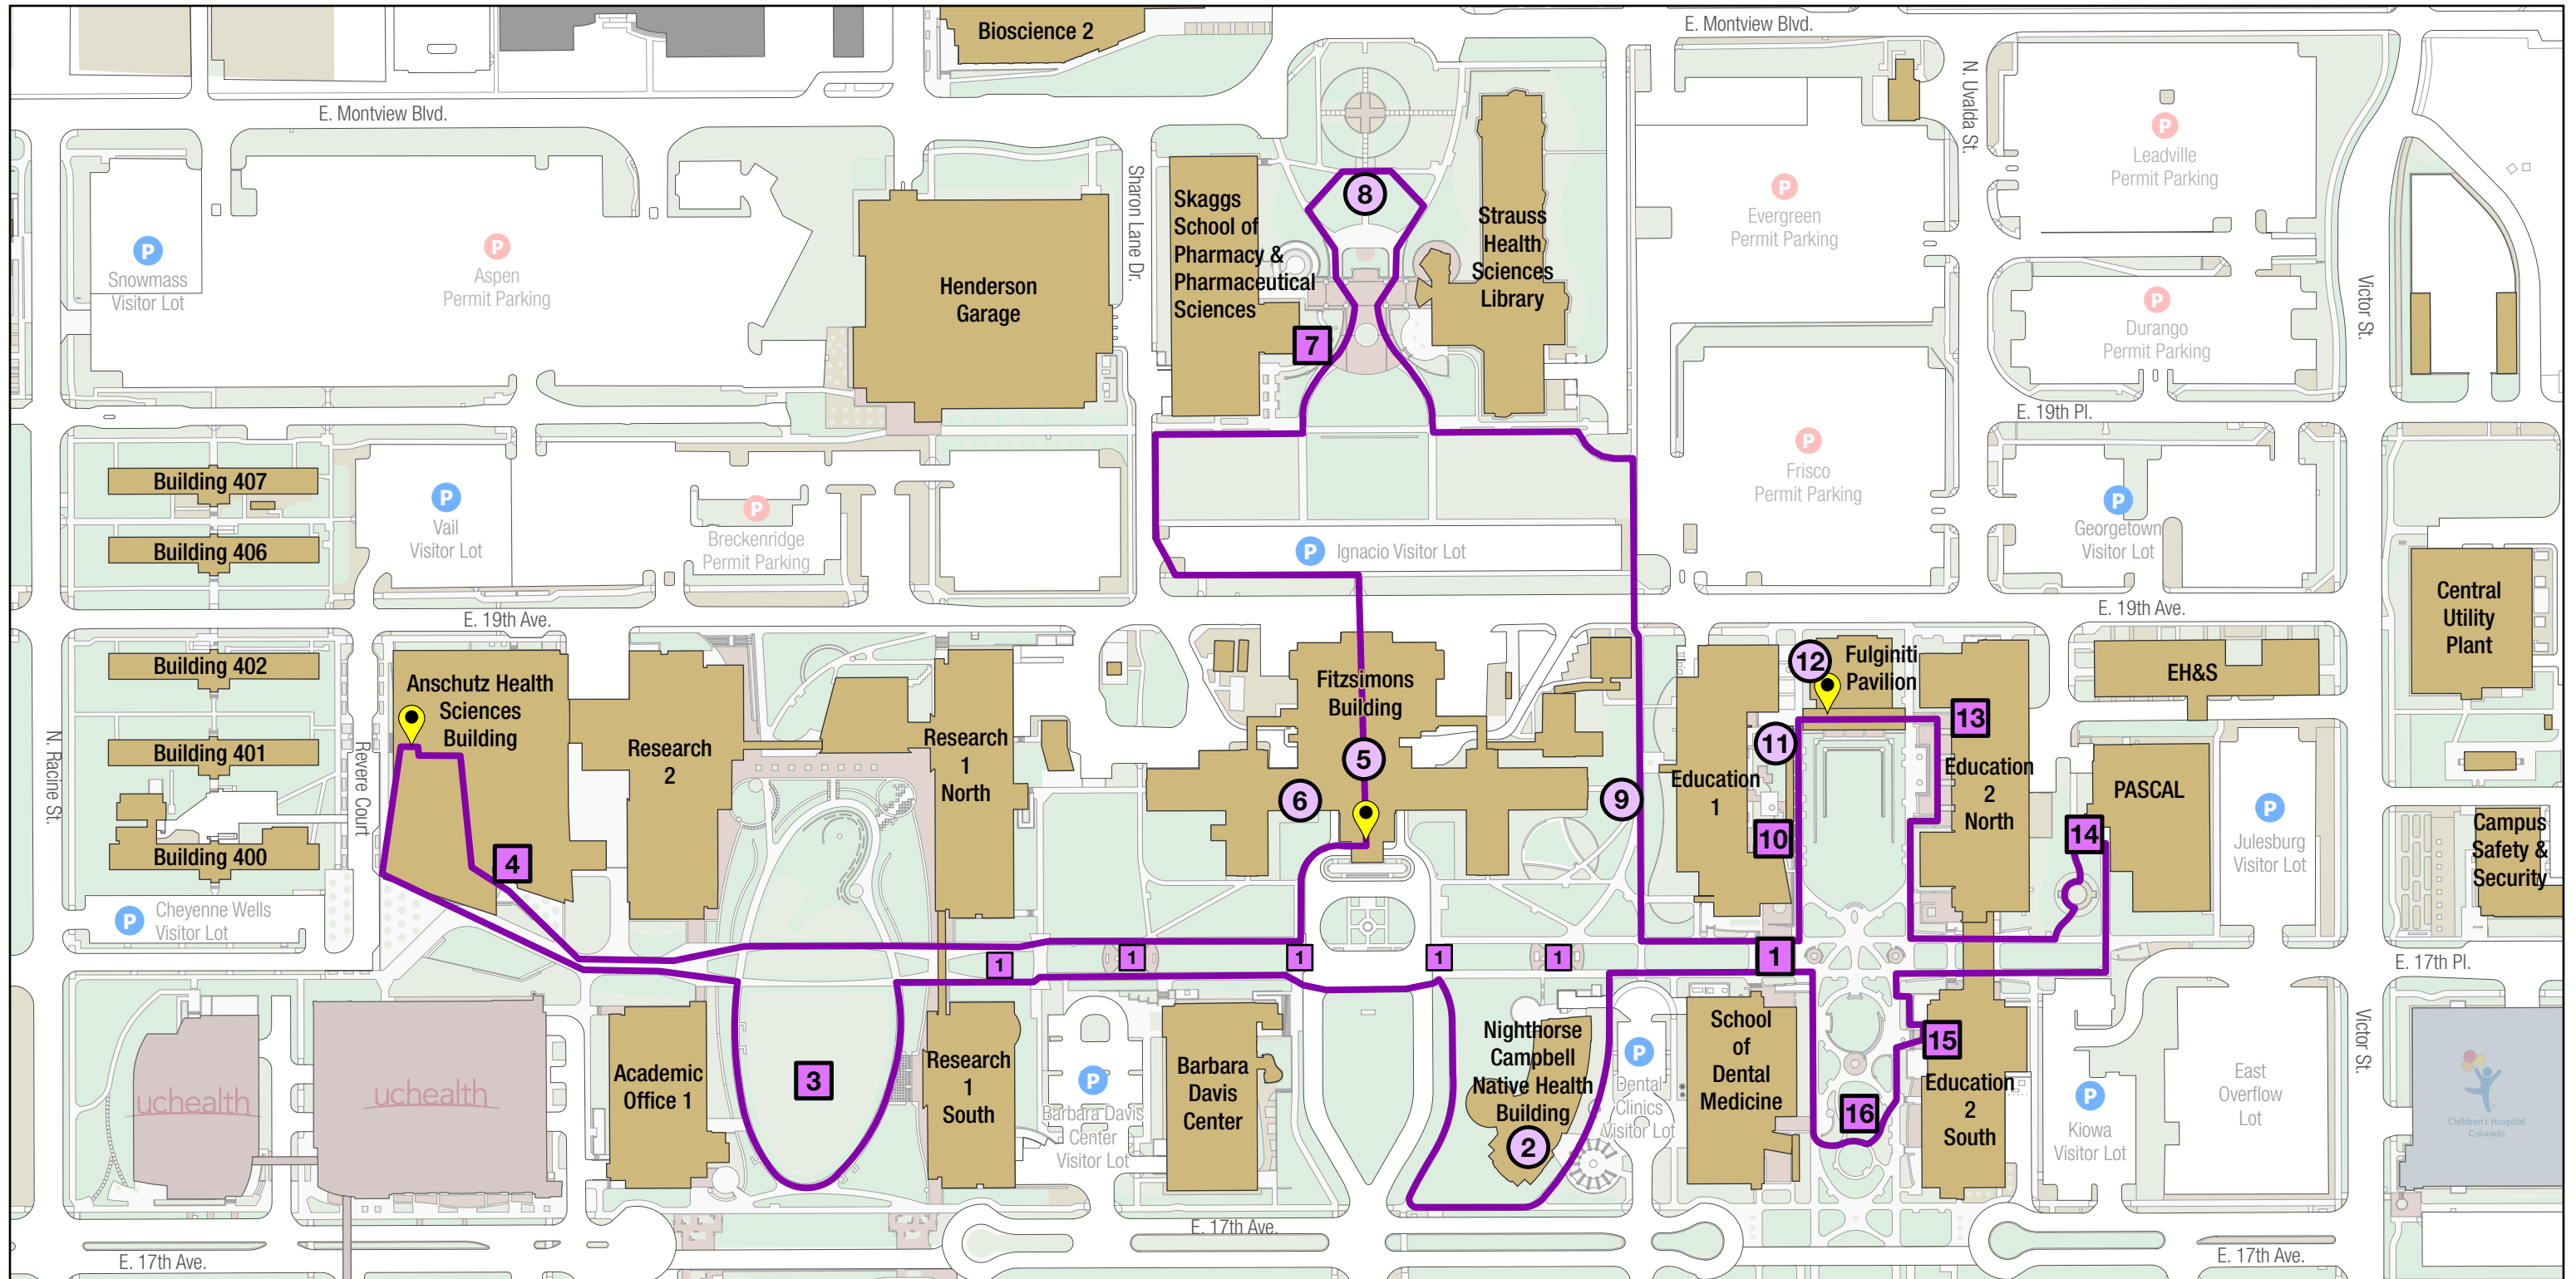 Bioscience 2
E. Montview Blvd.
E. Montview Blvd.
N. Uvalda St.
P
Leadville
Permit Parking
Sharon Lane Dr.
Skaggs
School of
Pharmacy &
Pharmaceutical
Sciences
8
Strauss
Health
Sciences
Library
P
Evergreen
Permit Parking
P
Snowmass
Visitor Lot
P
Aspen
Permit Parking
Henderson
Garage
7
P
Durango
Permit Parking
Victor St.
E. 19th Pl.
Building 407
Building 406
P
Vail
Visitor Lot
P
Breckenridge
Permit Parking
P
Ignacio Visitor Lot
P
Frisco
Permit Parking
P
Georgetown
Visitor Lot
Central
Utility
Plant
E. 19th Ave.
E. 19th Ave.
Building 402
Building 401
Building 400
N. Racine St.
Revere Court
Anschutz Health
Sciences
Building
4
Research
2
Research
1
North
Fitzsimons
Building
5
6
9
Education
1
10
11
12
Fulginiti
Pavilion
13
Education
2
North
EH&S
PASCAL
14
P
Julesburg
Visitor Lot
Campus
Safety &
Security
P
Cheyenne Wells
Visitor Lot
1
1
1
1
1
1
E. 17th Pl.
uchealth
uchealth
Academic
Office 1
3
Research
1
South
P
Barbara Davis
Center
Visitor Lot
Barbara
Davis
Center
Nighthorse
Campbell
Native Health
Building
2
P
Dental
Clinics
Visitor Lot
School
of
Dental
Medicine
16
15
Education
2
South
P
Kiowa
Visitor Lot
East
Overflow
Lot
Victor St.
Children's Hospital
Colorado
E. 17th Ave.
E. 17th Ave.
E. 17th Ave.